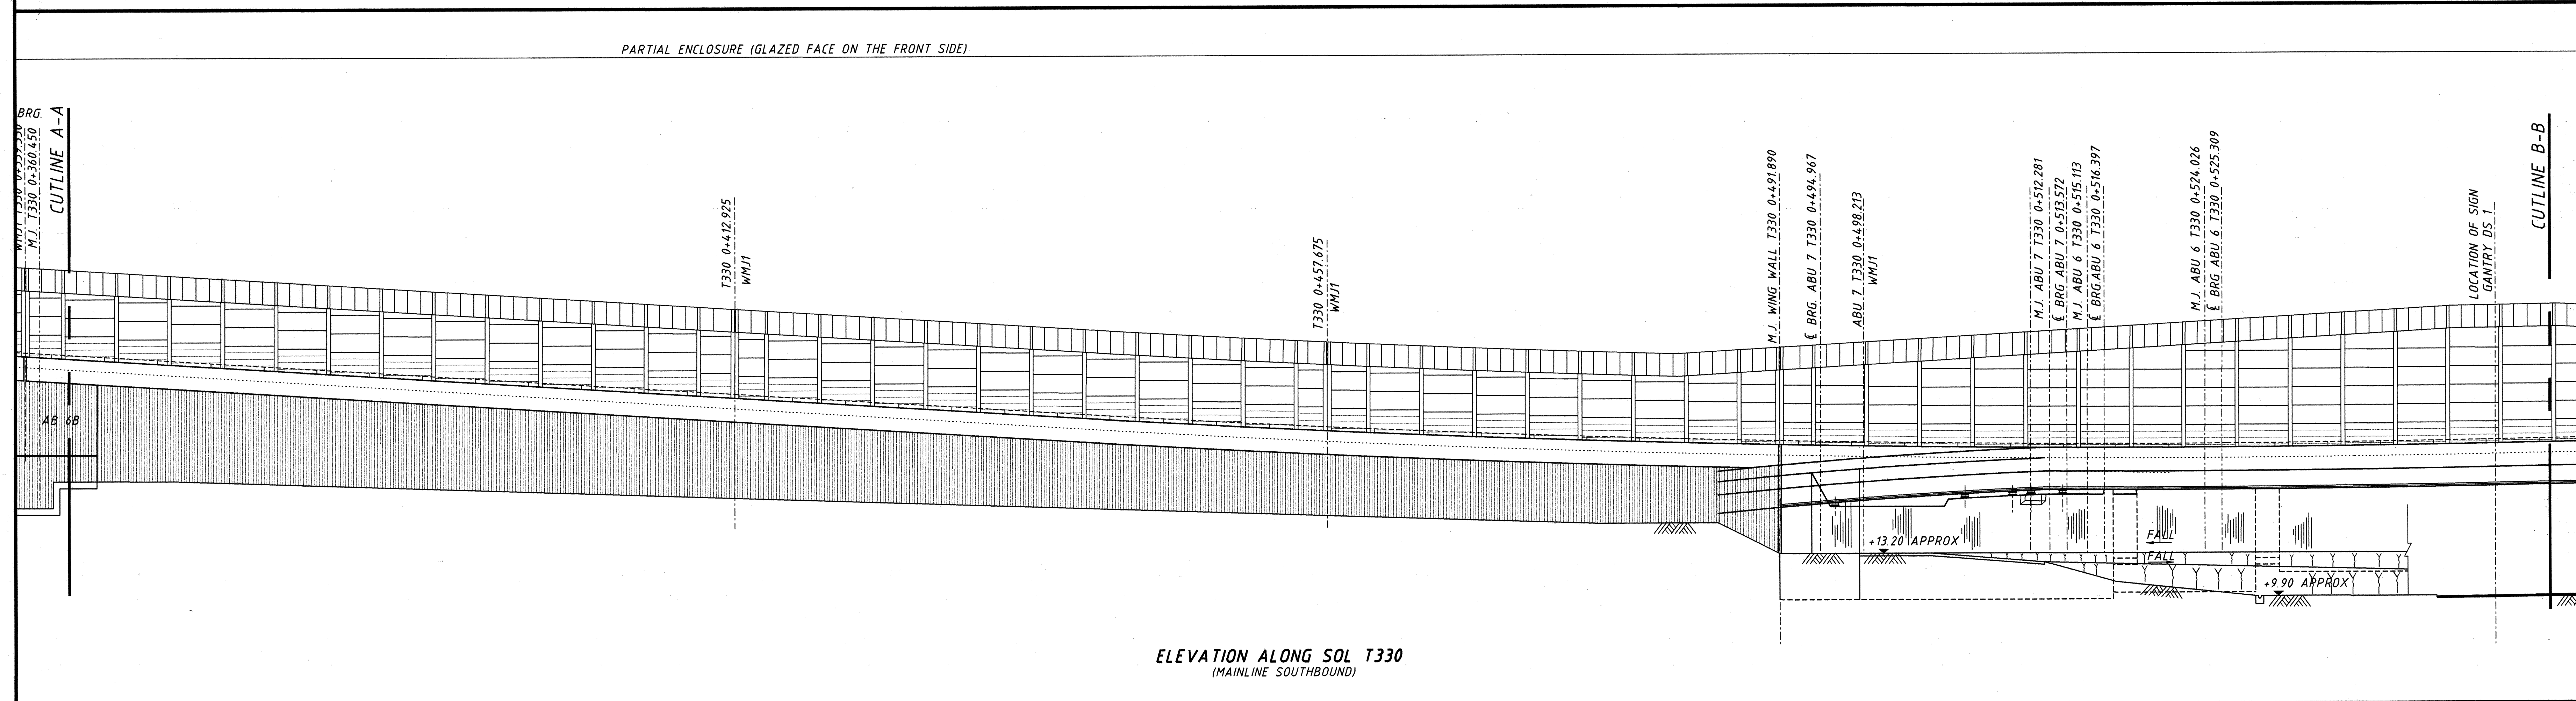 PARTIAL ENCLOSURE (GLAZED FACE ON THE FRONT SIDE)
BRG.
WMJ1 T330 0+359.550
M.J. T330 0+360.450
CUTLINE A-A
AB 6B
T330 0+412.925
WMJ1
T330 0+457.675
WMJ1
M.J. WING WALL T330 0+491.890
℄ BRG. ABU 7 T330 0+494.967
ABU 7 T330 0+498.213
WMJ1
M.J. ABU 7 T330 0+512.281
℄ BRG ABU 7 0+513.572
M.J. ABU 6 T330 0+515.113
℄ BRG.ABU 6 T330 0+516.397
M.J. ABU 6 T330 0+524.026
℄ BRG ABU 6 T330 0+525.309
LOCATION OF SIGN
GANTRY DS 1
CUTLINE B-B
+13.20 APPROX
FALL
FALL
+9.90 APPROX
ELEVATION ALONG SOL T330
(MAINLINE SOUTHBOUND)